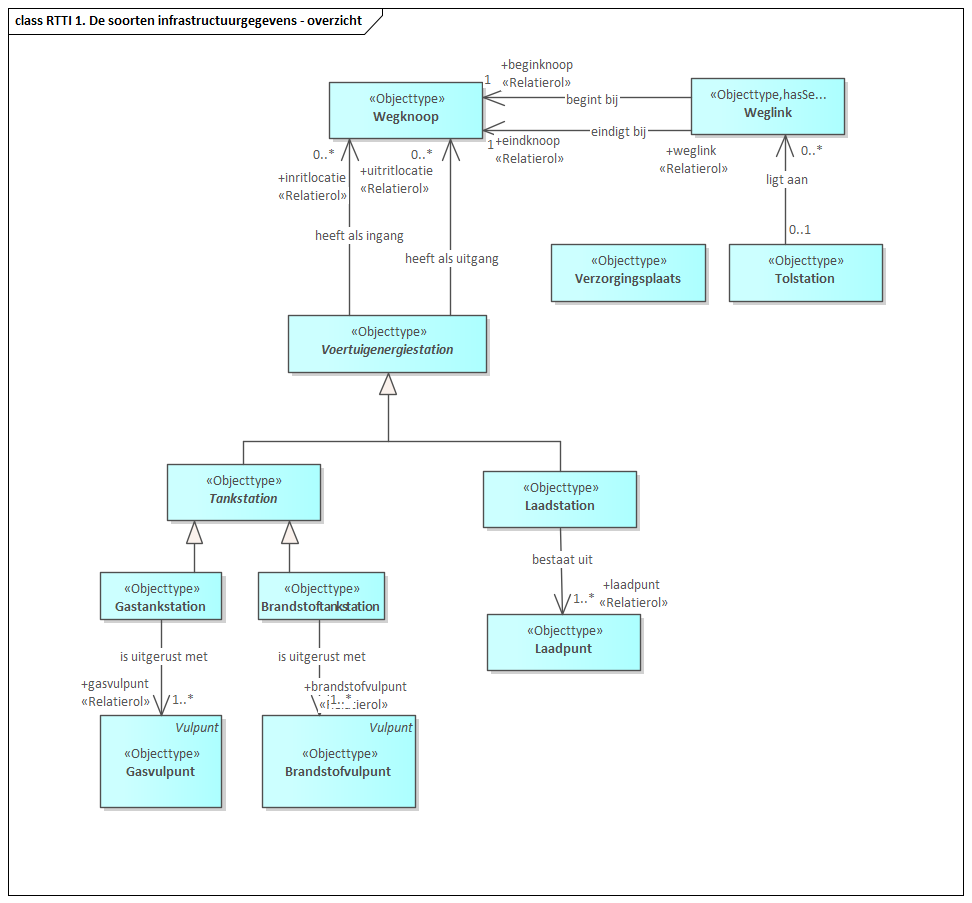 class RTTI 1. De soorten infrastructuurgegevens - overzicht
+beginknoop
«Relatierol»
1
begint bij
«Objecttype»
Wegknoop
«Objecttype,hasSe...
Weglink
eindigt bij
1
+eindknoop
«Relatierol»
+weglink
«Relatierol»
0..*
ligt aan
0..1
0..*
+inritlocatie
«Relatierol»
0..*
+uitritlocatie
«Relatierol»
heeft als ingang
heeft als uitgang
«Objecttype»
Verzorgingsplaats
«Objecttype»
Tolstation
«Objecttype»
Voertuigenergiestation
«Objecttype»
Tankstation
«Objecttype»
Laadstation
bestaat uit
+laadpunt
1..*
«Relatierol»
«Objecttype»
Gastankstation
«Objecttype»
Brandstoftankstation
«Objecttype»
Laadpunt
is uitgerust met
is uitgerust met
+gasvulpunt
«Relatierol»
1..*
+brandstofvulpunt
1..*
Vulpunt
«Objecttype»
Gasvulpunt
Vulpunt
«Objecttype»
Brandstofvulpunt